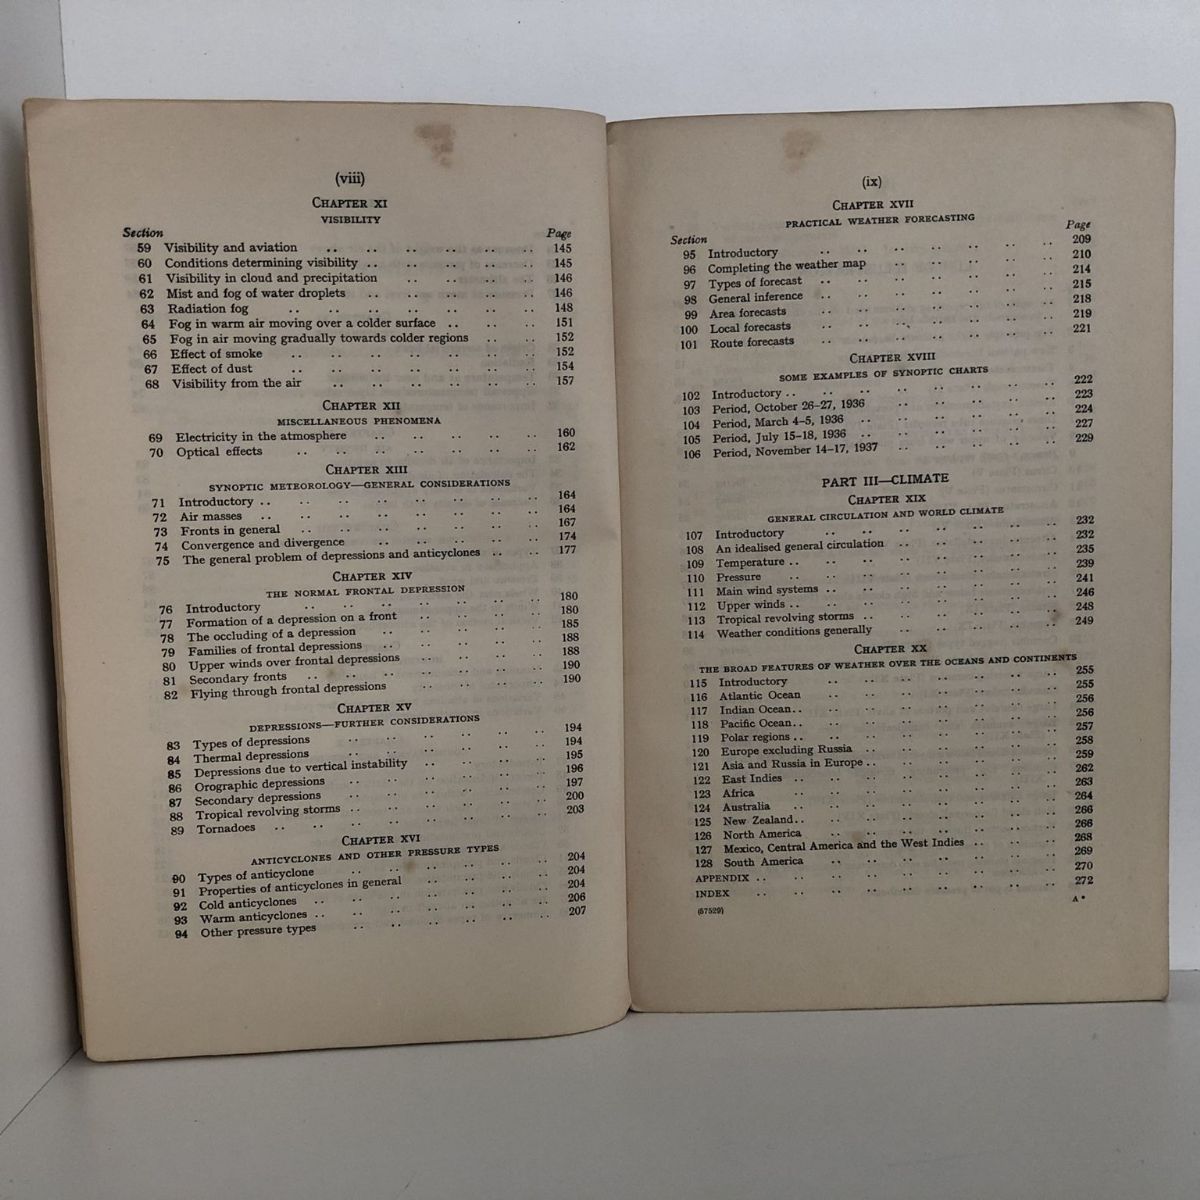 (viii)
CHAPTER XI
VISIBILITY
Section Page
59 Visibility and aviation .. .. .. .. .. .. 145
60 Conditions determining visibility .. .. .. .. .. 145
61 Visibility in cloud and precipitation .. .. .. .. 146
62 Mist and fog of water droplets .. .. .. .. .. 146
63 Radiation fog .. .. .. .. .. .. .. 148
64 Fog in warm air moving over a colder surface .. .. .. 151
65 Fog in air moving gradually towards colder regions .. .. 152
66 Effect of smoke .. .. .. .. .. .. .. 152
67 Effect of dust .. .. .. .. .. .. .. 154
68 Visibility from the air .. .. .. .. .. .. 157
CHAPTER XII
MISCELLANEOUS PHENOMENA
69 Electricity in the atmosphere .. .. .. .. .. 160
70 Optical effects .. .. .. .. .. .. .. 162
CHAPTER XIII
SYNOPTIC METEOROLOGY—GENERAL CONSIDERATIONS
71 Introductory .. .. .. .. .. .. .. .. 164
72 Air masses .. .. .. .. .. .. .. .. 164
73 Fronts in general .. .. .. .. .. .. .. 167
74 Convergence and divergence .. .. .. .. .. 174
75 The general problem of depressions and anticyclones .. .. 177
CHAPTER XIV
THE NORMAL FRONTAL DEPRESSION
76 Introductory .. .. .. .. .. .. .. 180
77 Formation of a depression on a front .. .. .. .. 180
78 The occluding of a depression .. .. .. .. .. 185
79 Families of frontal depressions .. .. .. .. .. 188
80 Upper winds over frontal depressions .. .. .. .. 188
81 Secondary fronts .. .. .. .. .. .. .. 190
82 Flying through frontal depressions .. .. .. .. 190
CHAPTER XV
DEPRESSIONS—FURTHER CONSIDERATIONS
83 Types of depressions .. .. .. .. .. .. 194
84 Thermal depressions .. .. .. .. .. .. 194
85 Depressions due to vertical instability .. .. .. .. 195
86 Orographic depressions .. .. .. .. .. .. 196
87 Secondary depressions .. .. .. .. .. .. 197
88 Tropical revolving storms .. .. .. .. .. .. 200
89 Tornadoes .. .. .. .. .. .. .. .. 203
CHAPTER XVI
ANTICYCLONES AND OTHER PRESSURE TYPES
90 Types of anticyclone .. .. .. .. .. .. 204
91 Properties of anticyclones in general .. .. .. .. 204
92 Cold anticyclones .. .. .. .. .. .. .. 204
93 Warm anticyclones .. .. .. .. .. .. .. 206
94 Other pressure types .. .. .. .. .. .. 207
(ix)
CHAPTER XVII
PRACTICAL WEATHER FORECASTING
Section Page
95 Introductory .. .. .. .. .. .. .. 209
96 Completing the weather map .. .. .. .. .. 210
97 Types of forecast .. .. .. .. .. .. .. 214
98 General inference .. .. .. .. .. .. .. 215
99 Area forecasts .. .. .. .. .. .. .. 218
100 Local forecasts .. .. .. .. .. .. .. 219
101 Route forecasts .. .. .. .. .. .. .. 221
CHAPTER XVIII
SOME EXAMPLES OF SYNOPTIC CHARTS
102 Introductory .. .. .. .. .. .. .. .. 222
103 Period, October 26–27, 1936 .. .. .. .. .. 223
104 Period, March 4–5, 1936 .. .. .. .. .. .. 224
105 Period, July 15–18, 1936 .. .. .. .. .. .. 227
106 Period, November 14–17, 1937 .. .. .. .. .. 229
PART III—CLIMATE
CHAPTER XIX
GENERAL CIRCULATION AND WORLD CLIMATE
107 Introductory .. .. .. .. .. .. .. 232
108 An idealised general circulation .. .. .. .. .. 232
109 Temperature .. .. .. .. .. .. .. .. 235
110 Pressure .. .. .. .. .. .. .. .. 239
111 Main wind systems .. .. .. .. .. .. .. 241
112 Upper winds .. .. .. .. .. .. .. .. 246
113 Tropical revolving storms .. .. .. .. .. .. 248
114 Weather conditions generally .. .. .. .. .. 249
CHAPTER XX
THE BROAD FEATURES OF WEATHER OVER THE OCEANS AND CONTINENTS
115 Introductory .. .. .. .. .. .. .. 255
116 Atlantic Ocean .. .. .. .. .. .. .. 255
117 Indian Ocean .. .. .. .. .. .. .. .. 256
118 Pacific Ocean .. .. .. .. .. .. .. .. 256
119 Polar regions .. .. .. .. .. .. .. .. 257
120 Europe excluding Russia .. .. .. .. .. .. 258
121 Asia and Russia in Europe .. .. .. .. .. .. 259
122 East Indies .. .. .. .. .. .. .. .. 262
123 Africa .. .. .. .. .. .. .. .. 263
124 Australia .. .. .. .. .. .. .. .. 264
125 New Zealand .. .. .. .. .. .. .. .. 266
126 North America .. .. .. .. .. .. .. 266
127 Mexico, Central America and the West Indies .. .. .. 268
128 South America .. .. .. .. .. .. .. 269
APPENDIX .. .. .. .. .. .. .. .. .. 270
INDEX .. .. .. .. .. .. .. .. .. 272
(57529) A*